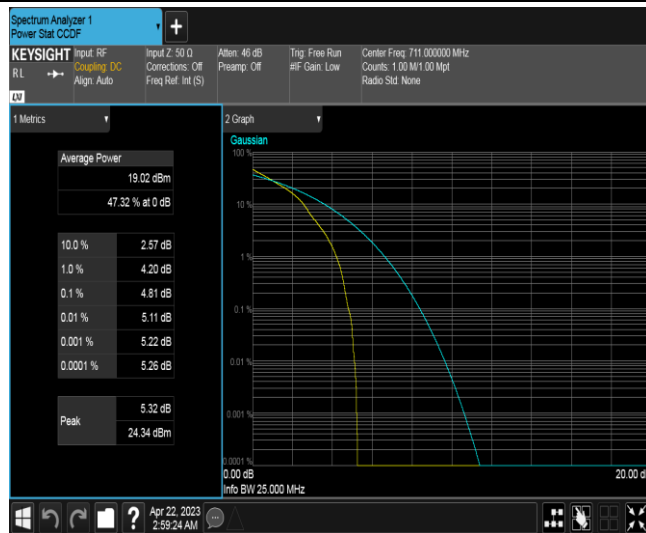 Spectrum Analyzer 1
Power Stat CCDF
KEYSIGHT
RL
Input: RF
Coupling: DC
Align: Auto
Input Z: 50 Ω
Corrections: Off
Freq Ref: Int (S)
Atten: 46 dB
Preamp: Off
Trig: Free Run
#IF Gain: Low
Center Freq: 711.000000 MHz
Counts: 1.00 M/1.00 Mpt
Radio Std: None
1 Metrics
Average Power
19.02 dBm
47.32 % at 0 dB
10.0 % 2.57 dB
1.0 % 4.20 dB
0.1 % 4.81 dB
0.01 % 5.11 dB
0.001 % 5.22 dB
0.0001 % 5.26 dB
Peak
5.32 dB
24.34 dBm
2 Graph
Gaussian
100 %
10 %
1 %
0.1 %
0.01 %
0.001 %
0.0001 %
0.00 dB
20.00 d
Info BW 25.000 MHz
Apr 22, 2023
2:59:24 AM